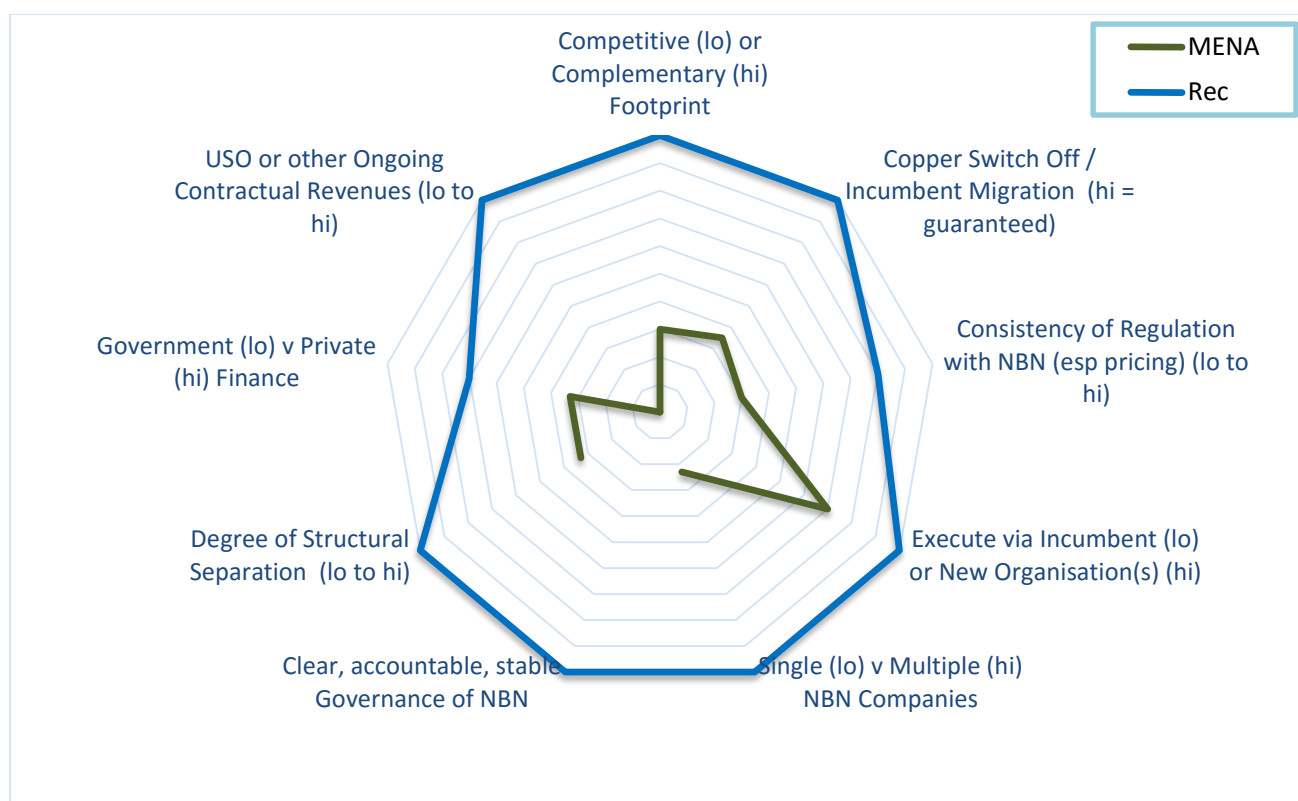 Competitive (lo) or
Complementary (hi)
Footprint
MENA
Rec
USO or other Ongoing
Contractual Revenues (lo to
hi)
Copper Switch Off /
Incumbent Migration  (hi =
guaranteed)
Government (lo) v Private
(hi) Finance
Consistency of Regulation
with NBN (esp pricing) (lo to
hi)
Degree of Structural
Separation  (lo to hi)
Execute via Incumbent (lo)
or New Organisation(s) (hi)
Clear, accountable, stable
Governance of NBN
Single (lo) v Multiple (hi)
NBN Companies